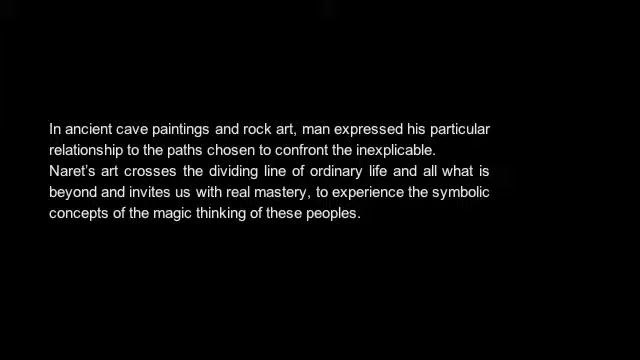 In ancient cave paintings and rock art, man expressed his particular
relationship to the paths chosen to confront the inexplicable.
Naret's art crosses the dividing line of ordinary life and all what is
beyond and invites us with real mastery, to experience the symbolic
concepts of the magic thinking of these peoples.